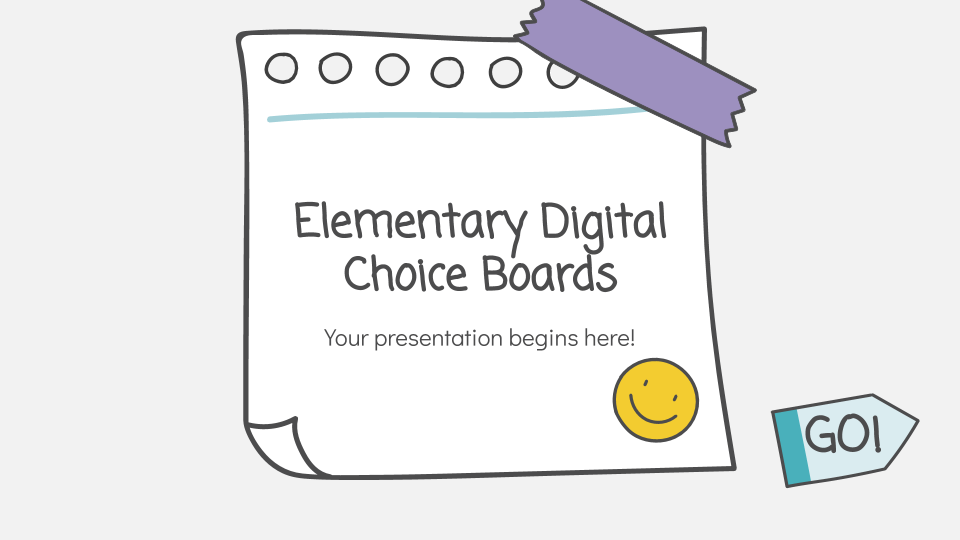 Elementary Digital
Choice Boards
Your presentation begins here!
GO!